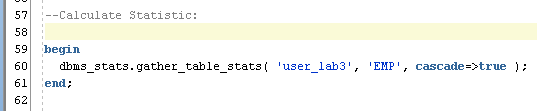 57 --Calculate Statistic:
58
59 begin
60 dbms_stats.gather_table_stats( 'user_lab3', 'EMP', cascade=>true );
61 end;
62